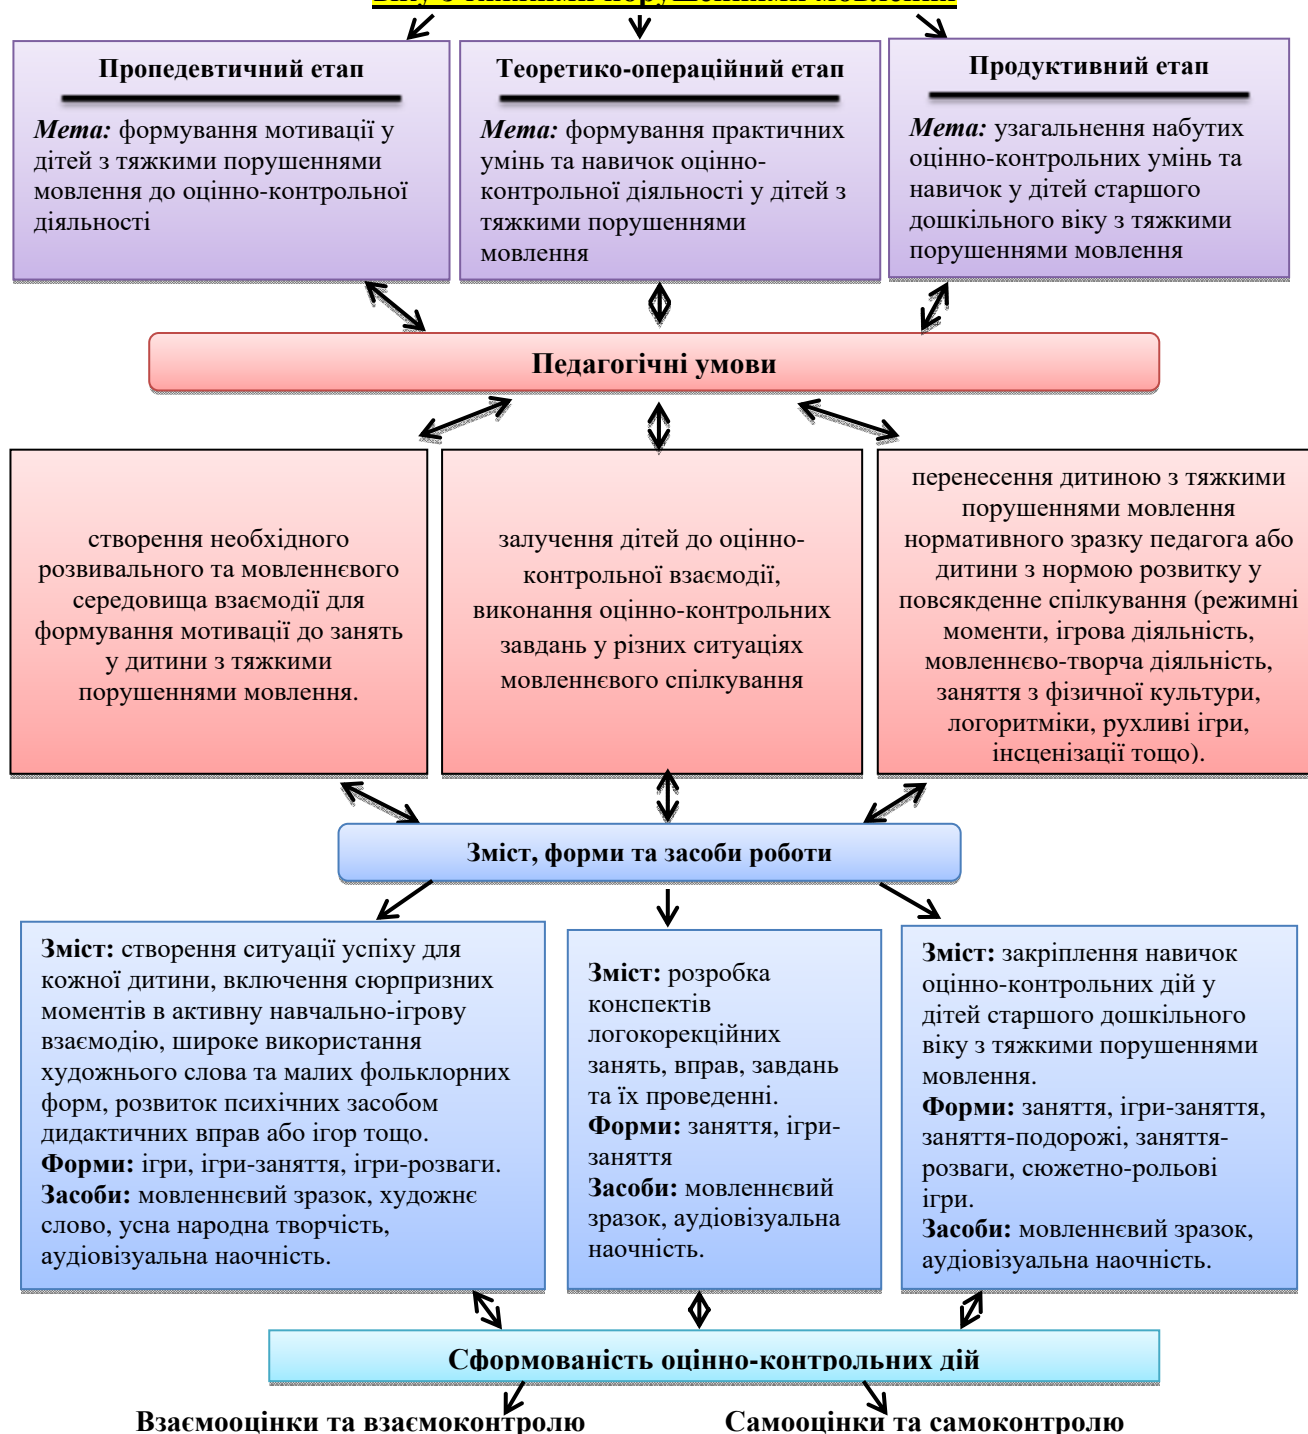 віку з тяжкими порушеннями мовлення
Пропедевтичний етап
Мета: формування мотивації у
дітей з тяжкими порушеннями
мовлення до оцінно-контрольної
діяльності
Теоретико-операційний етап
Мета: формування практичних
умінь та навичок оцінно-
контрольної діяльності у дітей з
тяжкими порушеннями
мовлення
Продуктивний етап
Мета: узагальнення набутих
оцінно-контрольних умінь та
навичок у дітей старшого
дошкільного віку з тяжкими
порушеннями мовлення
Педагогічні умови
створення необхідного
розвивального та мовленнєвого
середовища взаємодії для
формування мотивації до занять
у дитини з тяжкими
порушеннями мовлення.
залучення дітей до оцінно-
контрольної взаємодії,
виконання оцінно-контрольних
завдань у різних ситуаціях
мовленнєвого спілкування
перенесення дитиною з тяжкими
порушеннями мовлення
нормативного зразку педагога або
дитини з нормою розвитку у
повсякденне спілкування (режимні
моменти, ігрова діяльність,
мовленнєво-творча діяльність,
заняття з фізичної культури,
логоритміки, рухливі ігри,
інсценізації тощо).
Зміст, форми та засоби роботи
Зміст: створення ситуації успіху для
кожної дитини, включення сюрпризних
моментів в активну навчально-ігрову
взаємодію, широке використання
художнього слова та малих фольклорних
форм, розвиток психічних засобом
дидактичних вправ або ігор тощо.
Форми: ігри, ігри-заняття, ігри-розваги.
Засоби: мовленнєвий зразок, художнє
слово, усна народна творчість,
аудіовізуальна наочність.
Зміст: розробка
конспектів
логокорекційних
занять, вправ, завдань
та їх проведенні.
Форми: заняття, ігри-
заняття
Засоби: мовленнєвий
зразок, аудіовізуальна
наочність.
Зміст: закріплення навичок
оцінно-контрольних дій у
дітей старшого дошкільного
віку з тяжкими порушеннями
мовлення.
Форми: заняття, ігри-заняття,
заняття-подорожі, заняття-
розваги, сюжетно-рольові
ігри.
Засоби: мовленнєвий зразок,
аудіовізуальна наочність.
Сформованість оцінно-контрольних дій
Взаємооцінки та взаємоконтролю
Самооцінки та самоконтролю